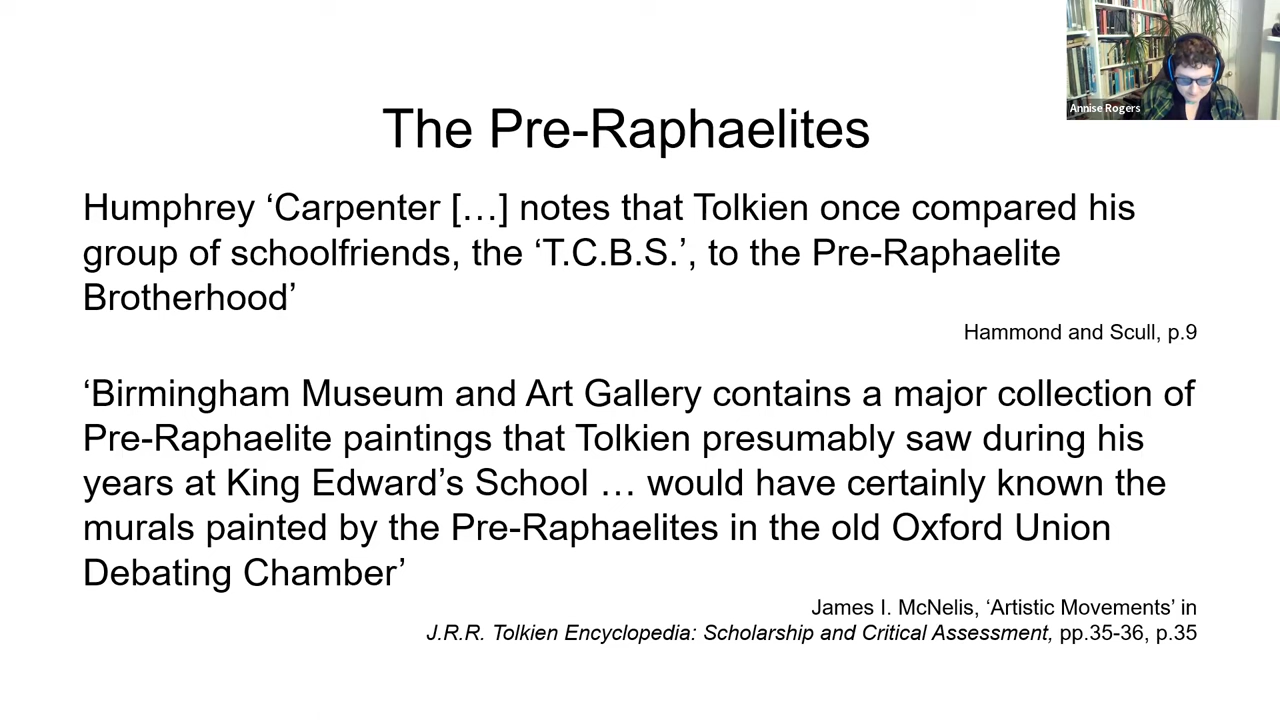 Annise Rogers
The Pre-Raphaelites
Humphrey ‘Carpenter […] notes that Tolkien once compared his
group of schoolfriends, the ‘T.C.B.S.’, to the Pre-Raphaelite
Brotherhood’
Hammond and Scull, p.9
‘Birmingham Museum and Art Gallery contains a major collection of
Pre-Raphaelite paintings that Tolkien presumably saw during his
years at King Edward’s School … would have certainly known the
murals painted by the Pre-Raphaelites in the old Oxford Union
Debating Chamber’
James I. McNelis, ‘Artistic Movements’ in
J.R.R. Tolkien Encyclopedia: Scholarship and Critical Assessment, pp.35-36, p.35